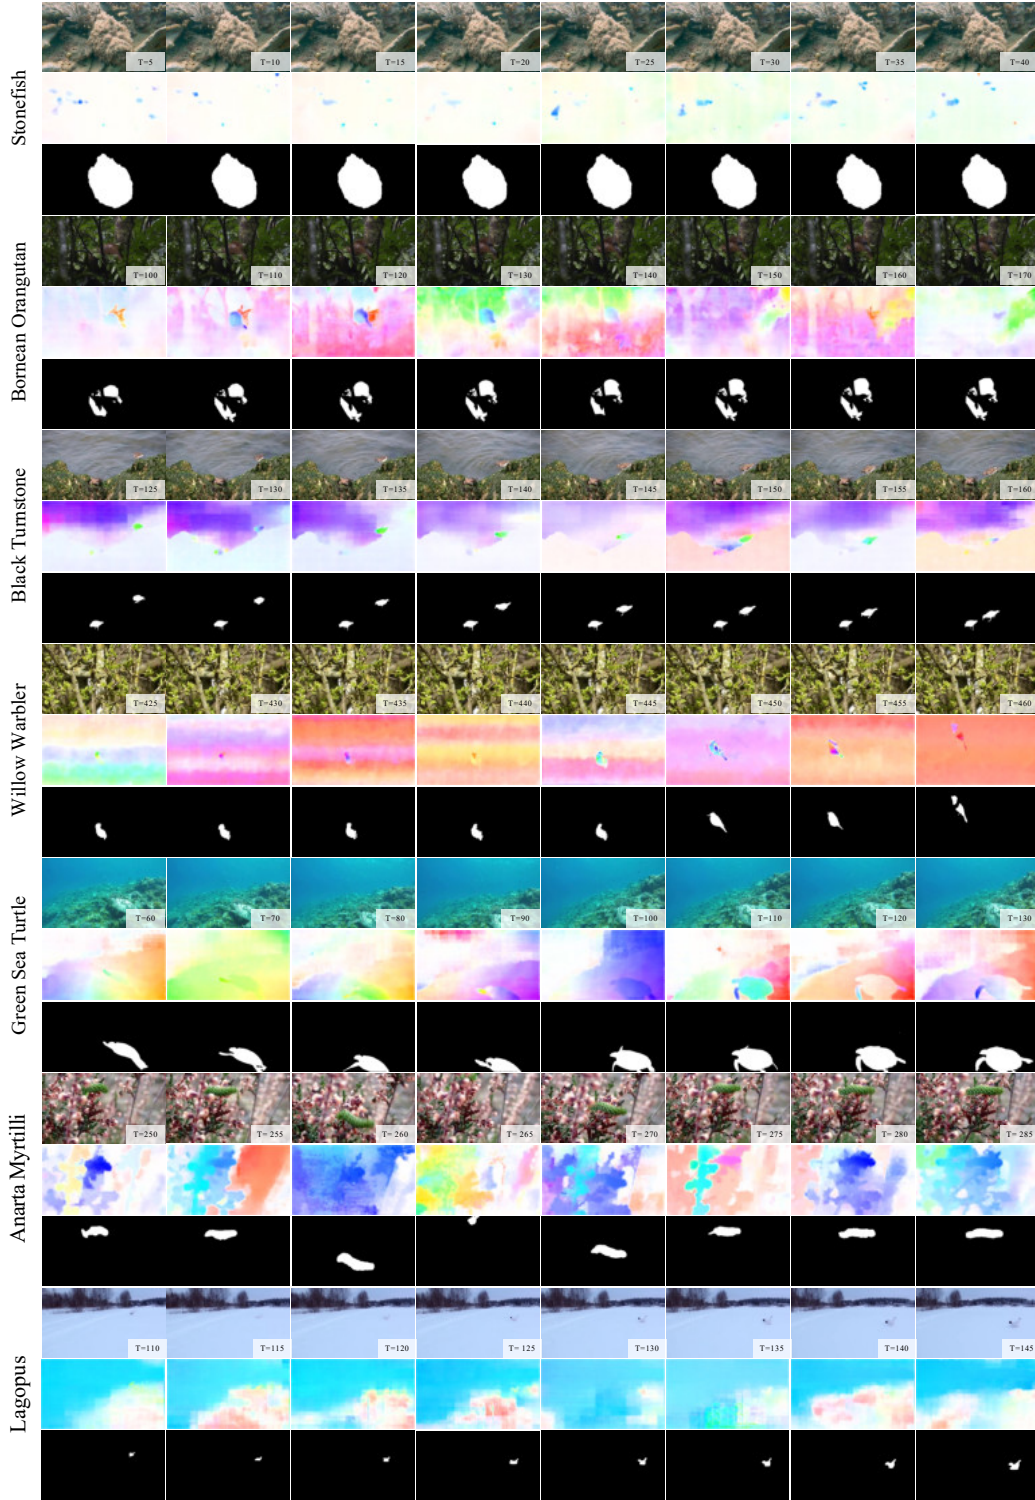 Stonefish
T=5
T=10
T=15
T=20
T=25
T=30
T=35
T=40
Bornean Orangutan
T=100
T=110
T=120
T=130
T=140
T=150
T=160
T=170
Black Turnstone
T=125
T=130
T=135
T=140
T=145
T=150
T=155
T=160
Willow Warbler
T=425
T=430
T=435
T=440
T=445
T=450
T=455
T=460
Green Sea Turtle
T=60
T=70
T=80
T=90
T=100
T=110
T=120
T=130
Anarta Myrtilli
T=250
T=255
T= 260
T= 265
T= 270
T= 275
T= 280
T= 285
Lagopus
T=110
T=115
T=120
T= 125
T=130
T=135
T=140
T=145